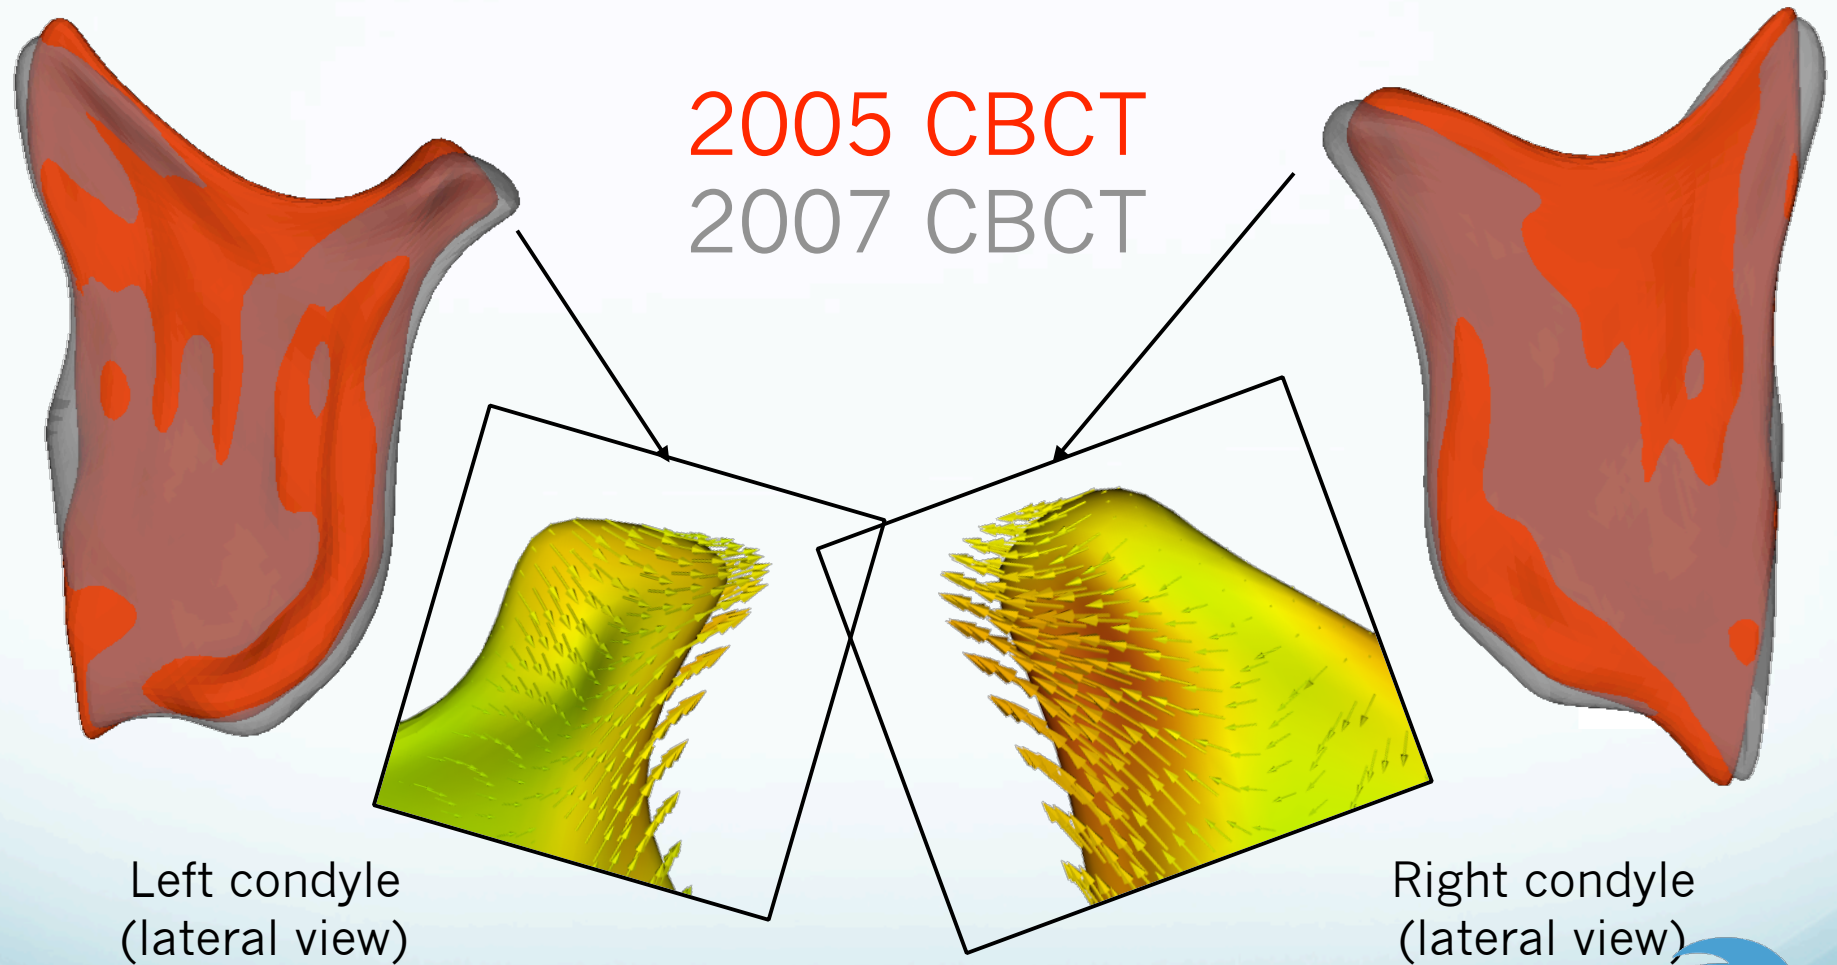 2005 CBCT
2007 CBCT
Left condyle
(lateral view)
Right condyle
(lateral view)